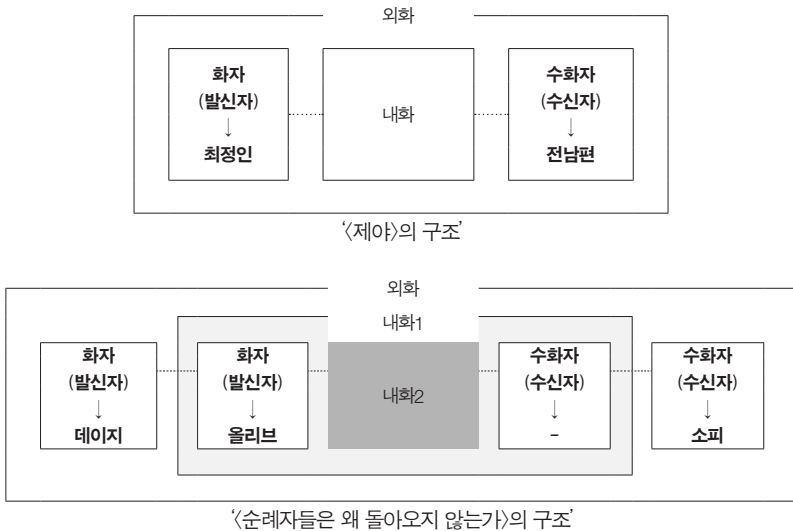 외화
화자
(발신자)
↓
최정인
내화
수화자
(수신자)
↓
전남편
‘〈제야〉의 구조’
외화
내화1
화자
(발신자)
↓
데이지
화자
(발신자)
↓
올리브
내화2
수화자
(수신자)
↓
–
수화자
(수신자)
↓
소피
‘〈순례자들은 왜 돌아오지 않는가〉의 구조’